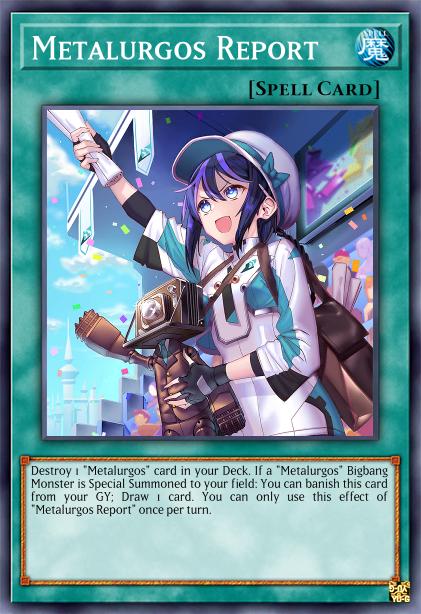 Metalurgos Report
[Spell Card]
Destroy 1 "Metalurgos" card in your Deck. If a "Metalurgos" Bigbang
Monster is Special Summoned to your field: You can banish this card
from your GY; Draw 1 card. You can only use this effect of
"Metalurgos Report" once per turn.